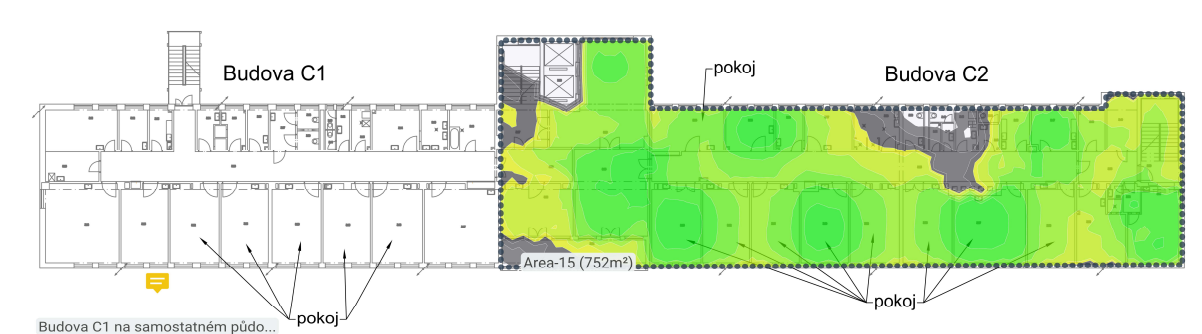 pokoj
Budova C1
Budova C2
Area-15 (752m²)
pokoj
pokoj
Budova C1 na samostatném půdo...